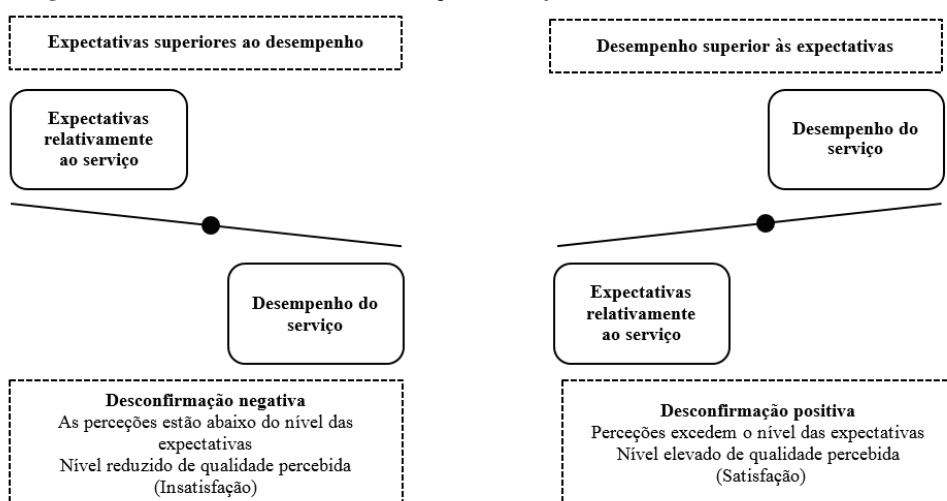 Expectativas superiores ao desempenho
Expectativas
relativamente
ao serviço
Desempenho do
serviço
Desconfirmação negativa
As perceções estão abaixo do nível das
expectativas
Nível reduzido de qualidade percebida
(Insatisfação)
Desempenho superior às expectativas
Desempenho do
serviço
Expectativas
relativamente
ao serviço
Desconfirmação positiva
Perceções excedem o nível das expectativas
Nível elevado de qualidade percebida
(Satisfação)